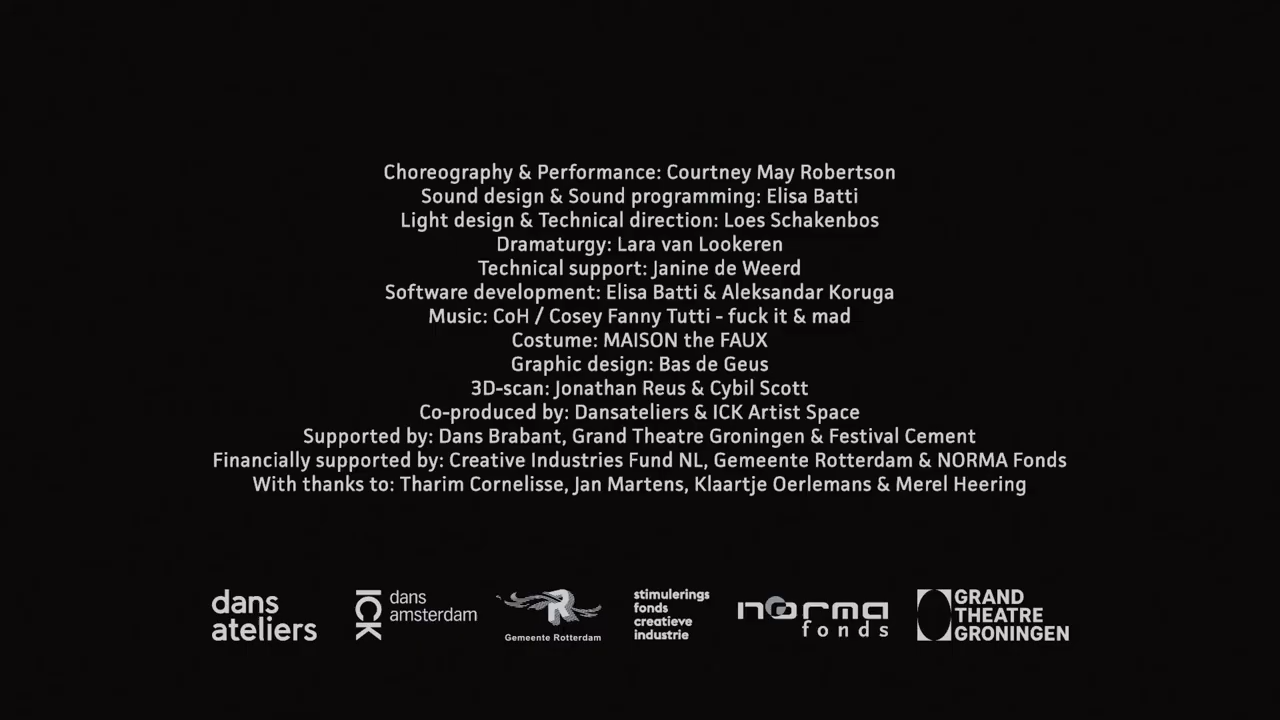 Choreography & Performance: Courtney May Robertson
Sound design & Sound programming: Elisa Batti
Light design & Technical direction: Loes Schakenbos
Dramaturgy: Lara van Lookeren
Technical support: Janine de Weerd
Software development: Elisa Batti & Aleksandar Koruga
Music: CoH / Cosey Fanny Tutti - fuck it & mad
Costume: MAISON the FAUX
Graphic design: Bas de Geus
3D-scan: Jonathan Reus & Cybil Scott
Co-produced by: Dansateliers & ICK Artist Space
Supported by: Dans Brabant, Grand Theatre Groningen & Festival Cement
Financially supported by: Creative Industries Fund NL, Gemeente Rotterdam & NORMA Fonds
With thanks to: Tharim Cornelisse, Jan Martens, Klaartje Oerlemans & Merel Heering
dans
ateliers
ICK
dans
amsterdam
R
Gemeente Rotterdam
stimulerings
fonds
creatieve
industrie
norma
fonds
GRAND
THEATRE
GRONINGEN